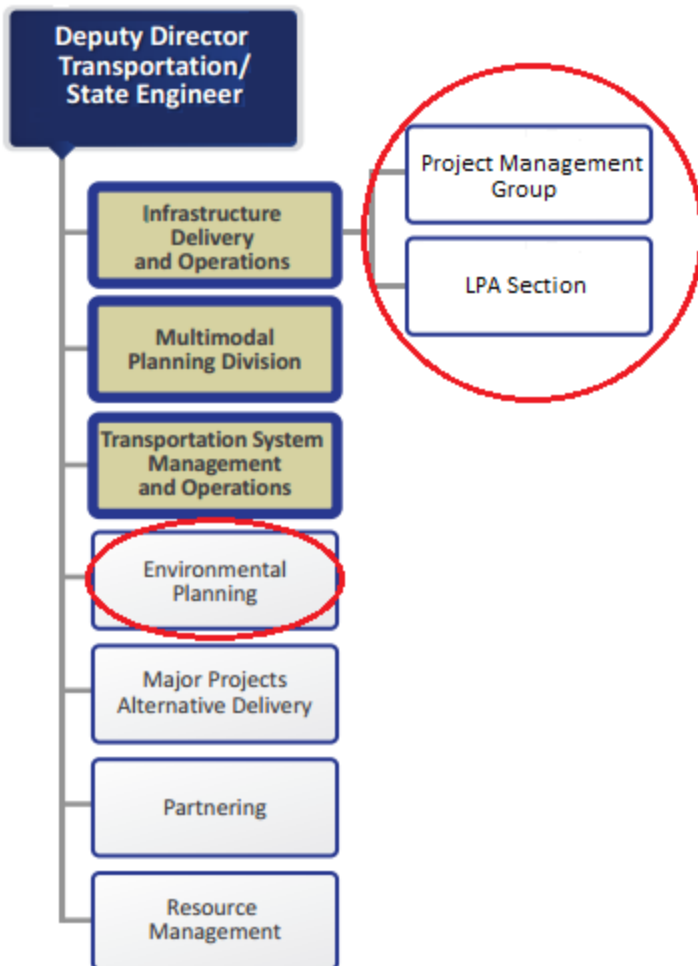 Deputy Director
Transportation/
State Engineer
Infrastructure
Delivery
and Operations
Project Management
Group
LPA Section
Multimodal
Planning Division
Transportation System
Management
and Operations
Environmental
Planning
Major Projects
Alternative Delivery
Partnering
Resource
Management